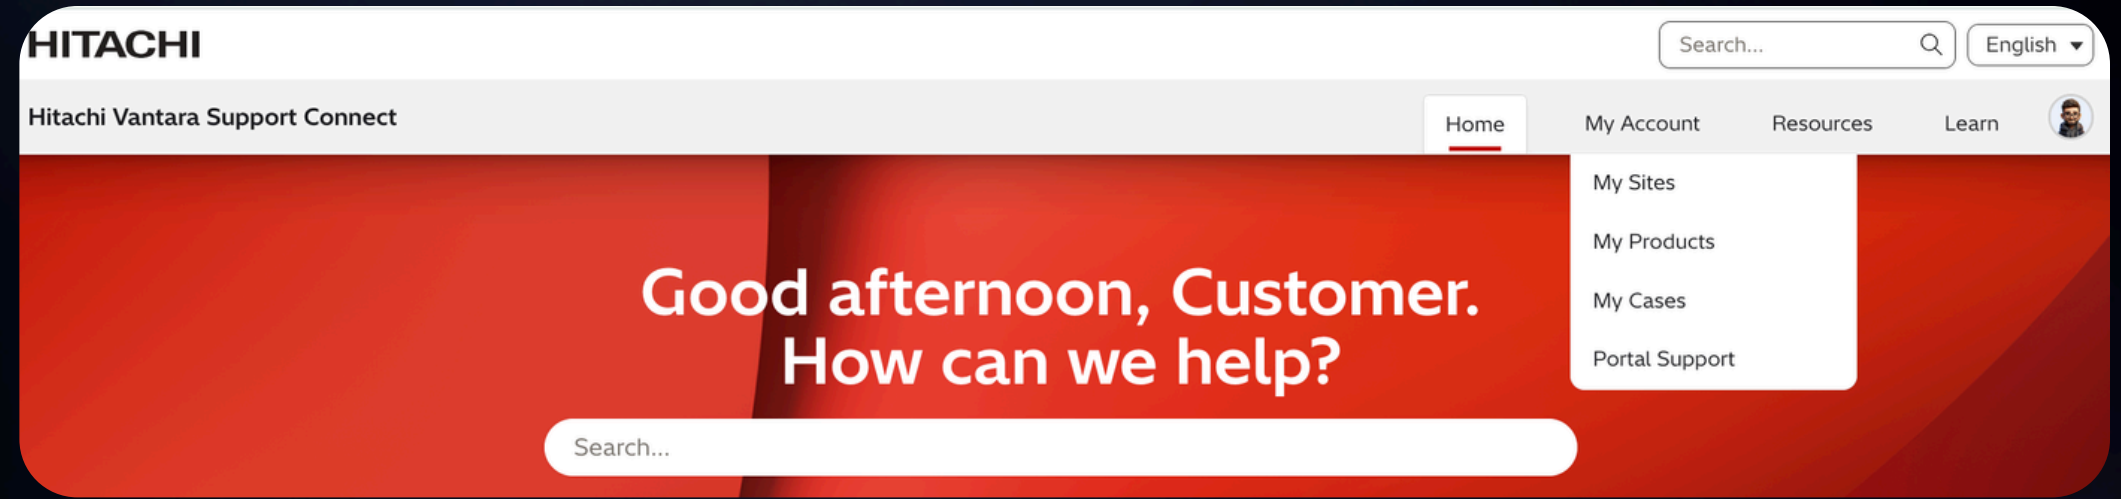 HITACHI
Search...
English
Hitachi Vantara Support Connect
Home
My Account
Resources
Learn
My Sites
My Products
My Cases
Portal Support
Good afternoon, Customer.
How can we help?
Search...